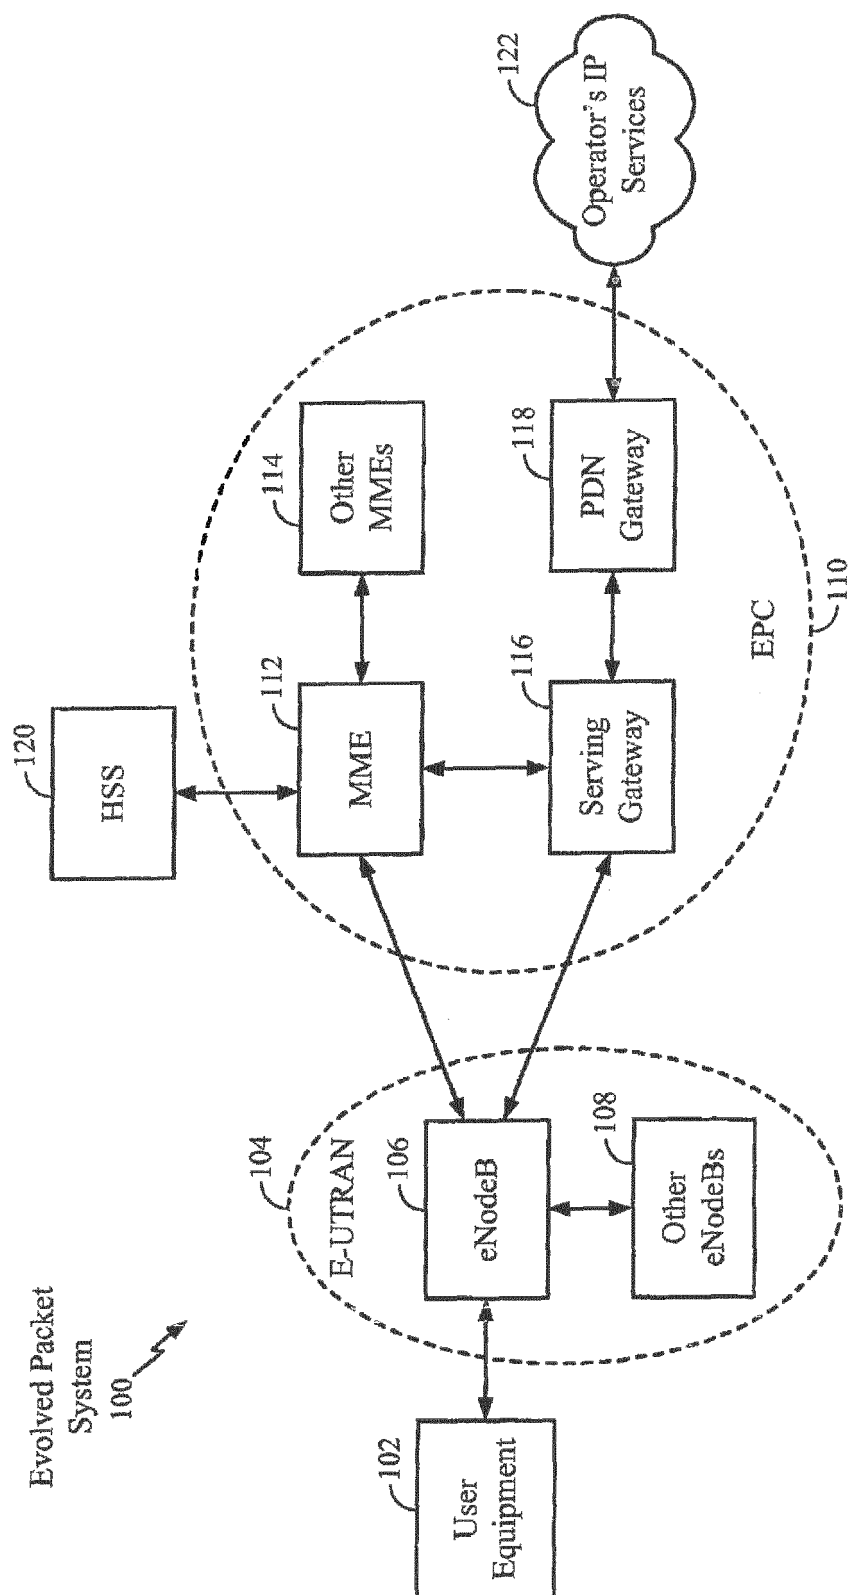 Evolved Packet
System
100
102
User
Equipment
104
E-UTRAN
106
eNodeB
108
Other
eNodeBs
120
HSS
112
MME
114
Other
MMEs
116
Serving
Gateway
118
PDN
Gateway
EPC
110
122
Operator's IP
Services